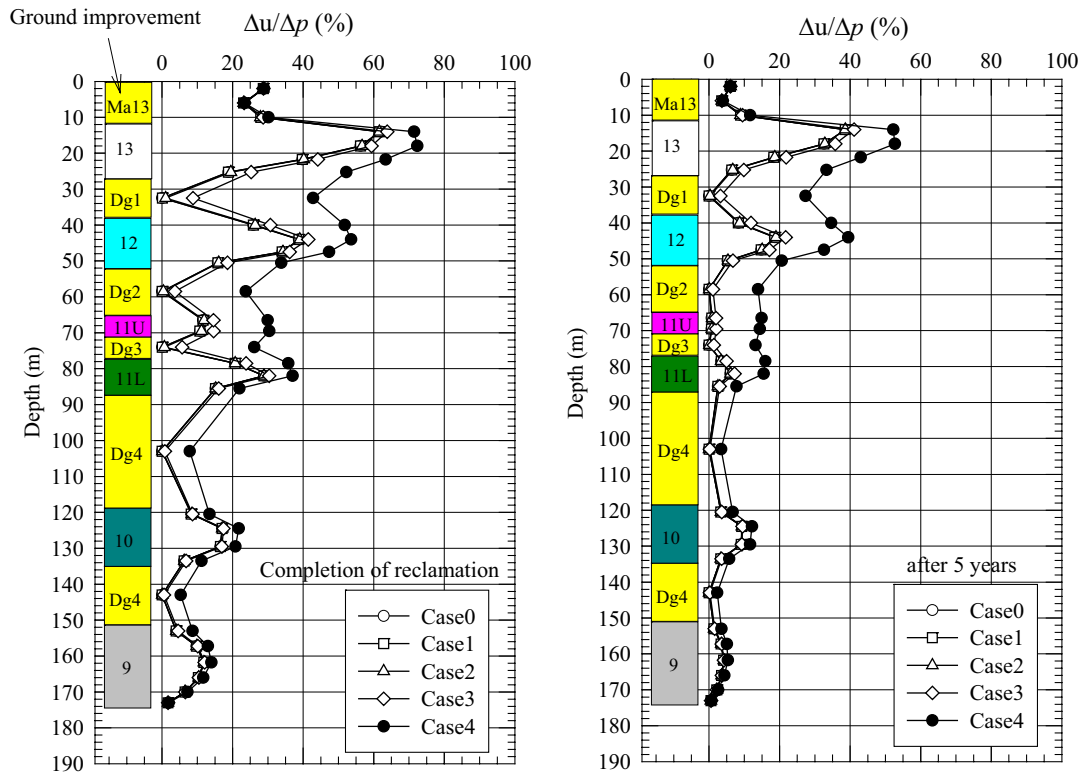 Ground improvement
Δu/Δp (%)
0 20 40 60 80 100
0
10
20
30
40
50
60
70
80
90
100
110
120
130
140
150
160
170
180
190
Depth (m)
Ma13
13
Dg1
12
Dg2
11U
Dg3
11L
Dg4
10
Dg4
9
Completion of reclamation
Case0
Case1
Case2
Case3
Case4
Δu/Δp (%)
0 20 40 60 80 100
0
10
20
30
40
50
60
70
80
90
100
110
120
130
140
150
160
170
180
190
Depth (m)
Ma13
13
Dg1
12
Dg2
11U
Dg3
11L
Dg4
10
Dg4
9
after 5 years
Case0
Case1
Case2
Case3
Case4